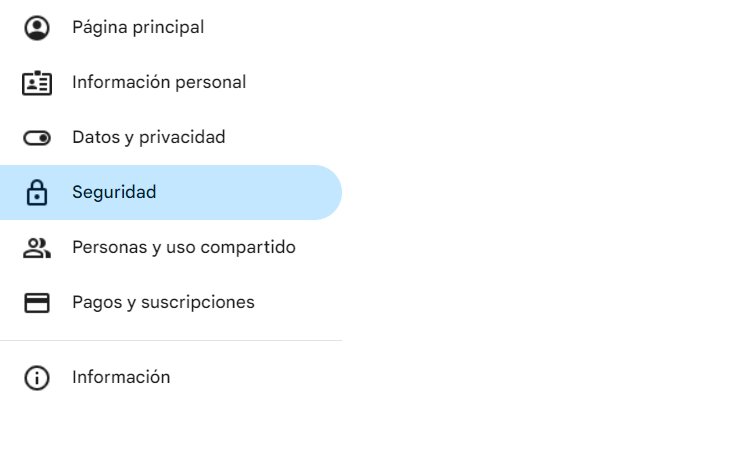 Página principal
Información personal
Datos y privacidad
Seguridad
Personas y uso compartido
Pagos y suscripciones
Información